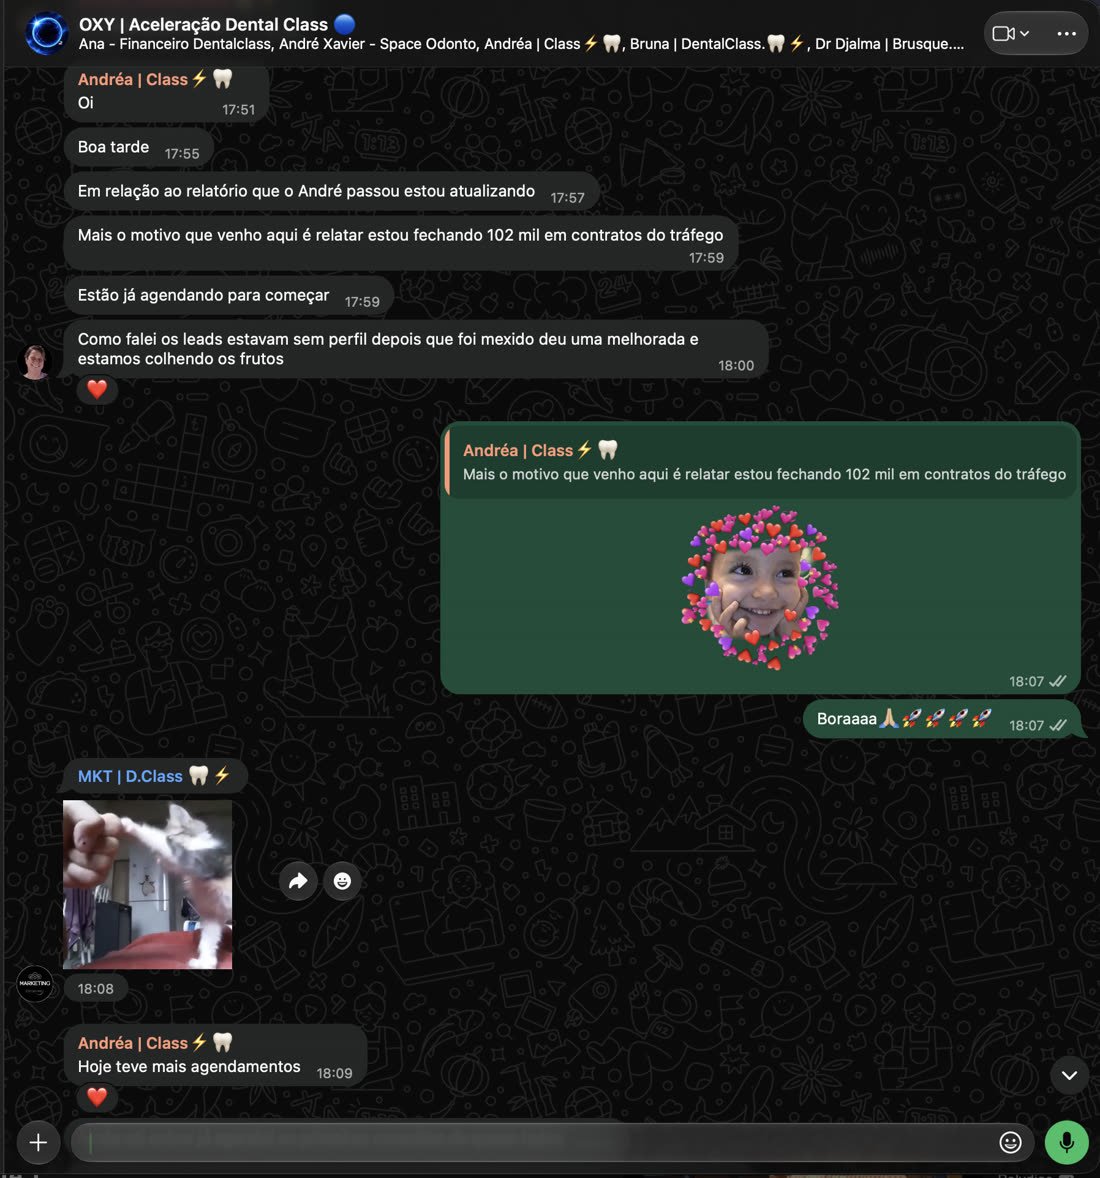 OXY | Aceleração Dental Class 🔵
Ana - Financeiro Dentalclass, André Xavier - Space Odonto, Andréa | Class⚡🦷, Bruna | DentalClass.🦷⚡, Dr Djalma | Brusque....
Andréa | Class⚡🦷
Oi
17:51
Boa tarde
17:55
Em relação ao relatório que o André passou estou atualizando
17:57
Mais o motivo que venho aqui é relatar estou fechando 102 mil em contratos do tráfego
17:59
Estão já agendando para começar
17:59
Como falei os leads estavam sem perfil depois que foi mexido deu uma melhorada e
estamos colhendo os frutos
18:00
❤️
Andréa | Class⚡🦷
Mais o motivo que venho aqui é relatar estou fechando 102 mil em contratos do tráfego
18:07
Boraaaa🙏🏼🚀🚀🚀🚀
18:07
MKT | D.Class 🦷⚡
MARKETING
18:08
Andréa | Class⚡🦷
Hoje teve mais agendamentos
18:09
❤️